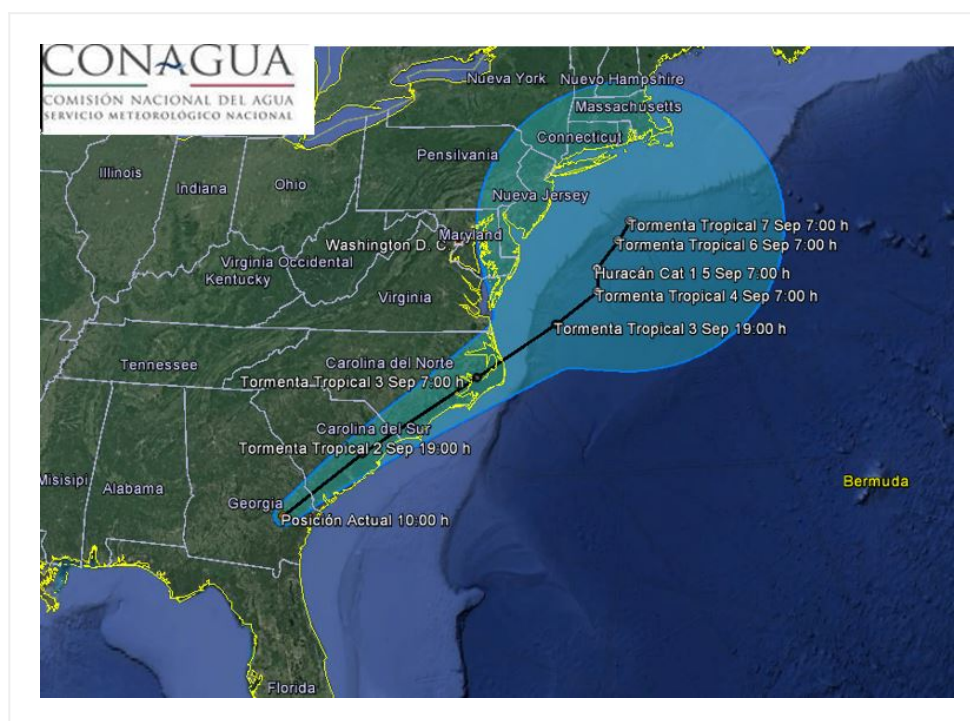 CONAGUA
COMISIÓN NACIONAL DEL AGUA
SERVICIO METEOROLÓGICO NACIONAL
Nueva York
Nuevo Hampshire
Massachusetts
Connecticut
Pensilvania
Illinois
Indiana
Ohio
Nueva Jersey
Maryland
Washington D. C
Tormenta Tropical 7 Sep 7:00 h
Tormenta Tropical 6 Sep 7:00 h
Virginia Occidental
Huracán Cat 1 5 Sep 7:00 h
Kentucky
Virginia
Tormenta Tropical 4 Sep 7:00 h
Tormenta Tropical 3 Sep 19:00 h
Tennessee
Carolina del Norte
Tormenta Tropical 3 Sep 7:00 h
Carolina del Sur
Tormenta Tropical 2 Sep 19:00 h
Misisipi
Alabama
Bermuda
Georgia
Posición Actual 10:00 h
Florida